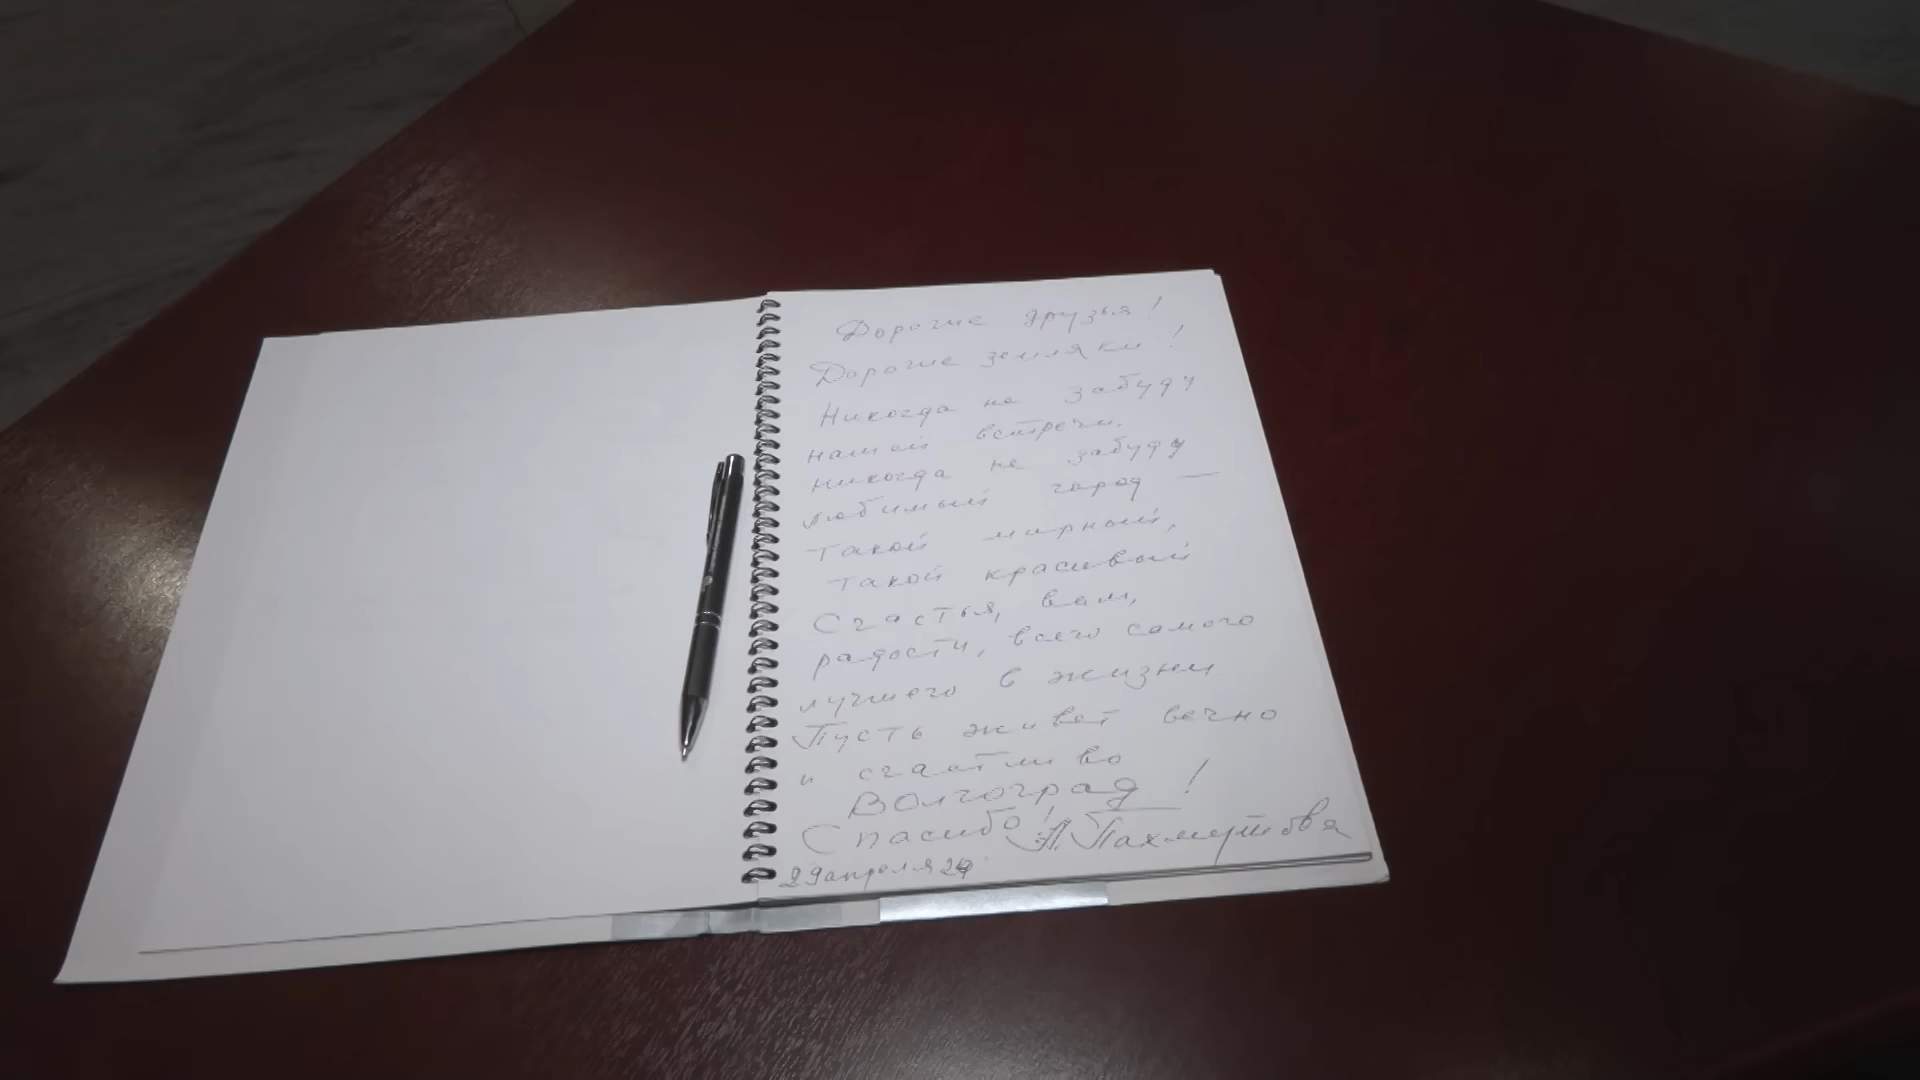 Дорогие друзья!
Дорогие земляки!
Никогда не забуду
нашей встречи.
никогда не забуду
любимый город —
такой мирный,
такой красивый
Счастья, вам,
радости, всего самого
лучшего в жизни.
Пусть живет вечно
и счастливо
Волгоград!
Спасибо! А. Пахмутова
29 апреля 24